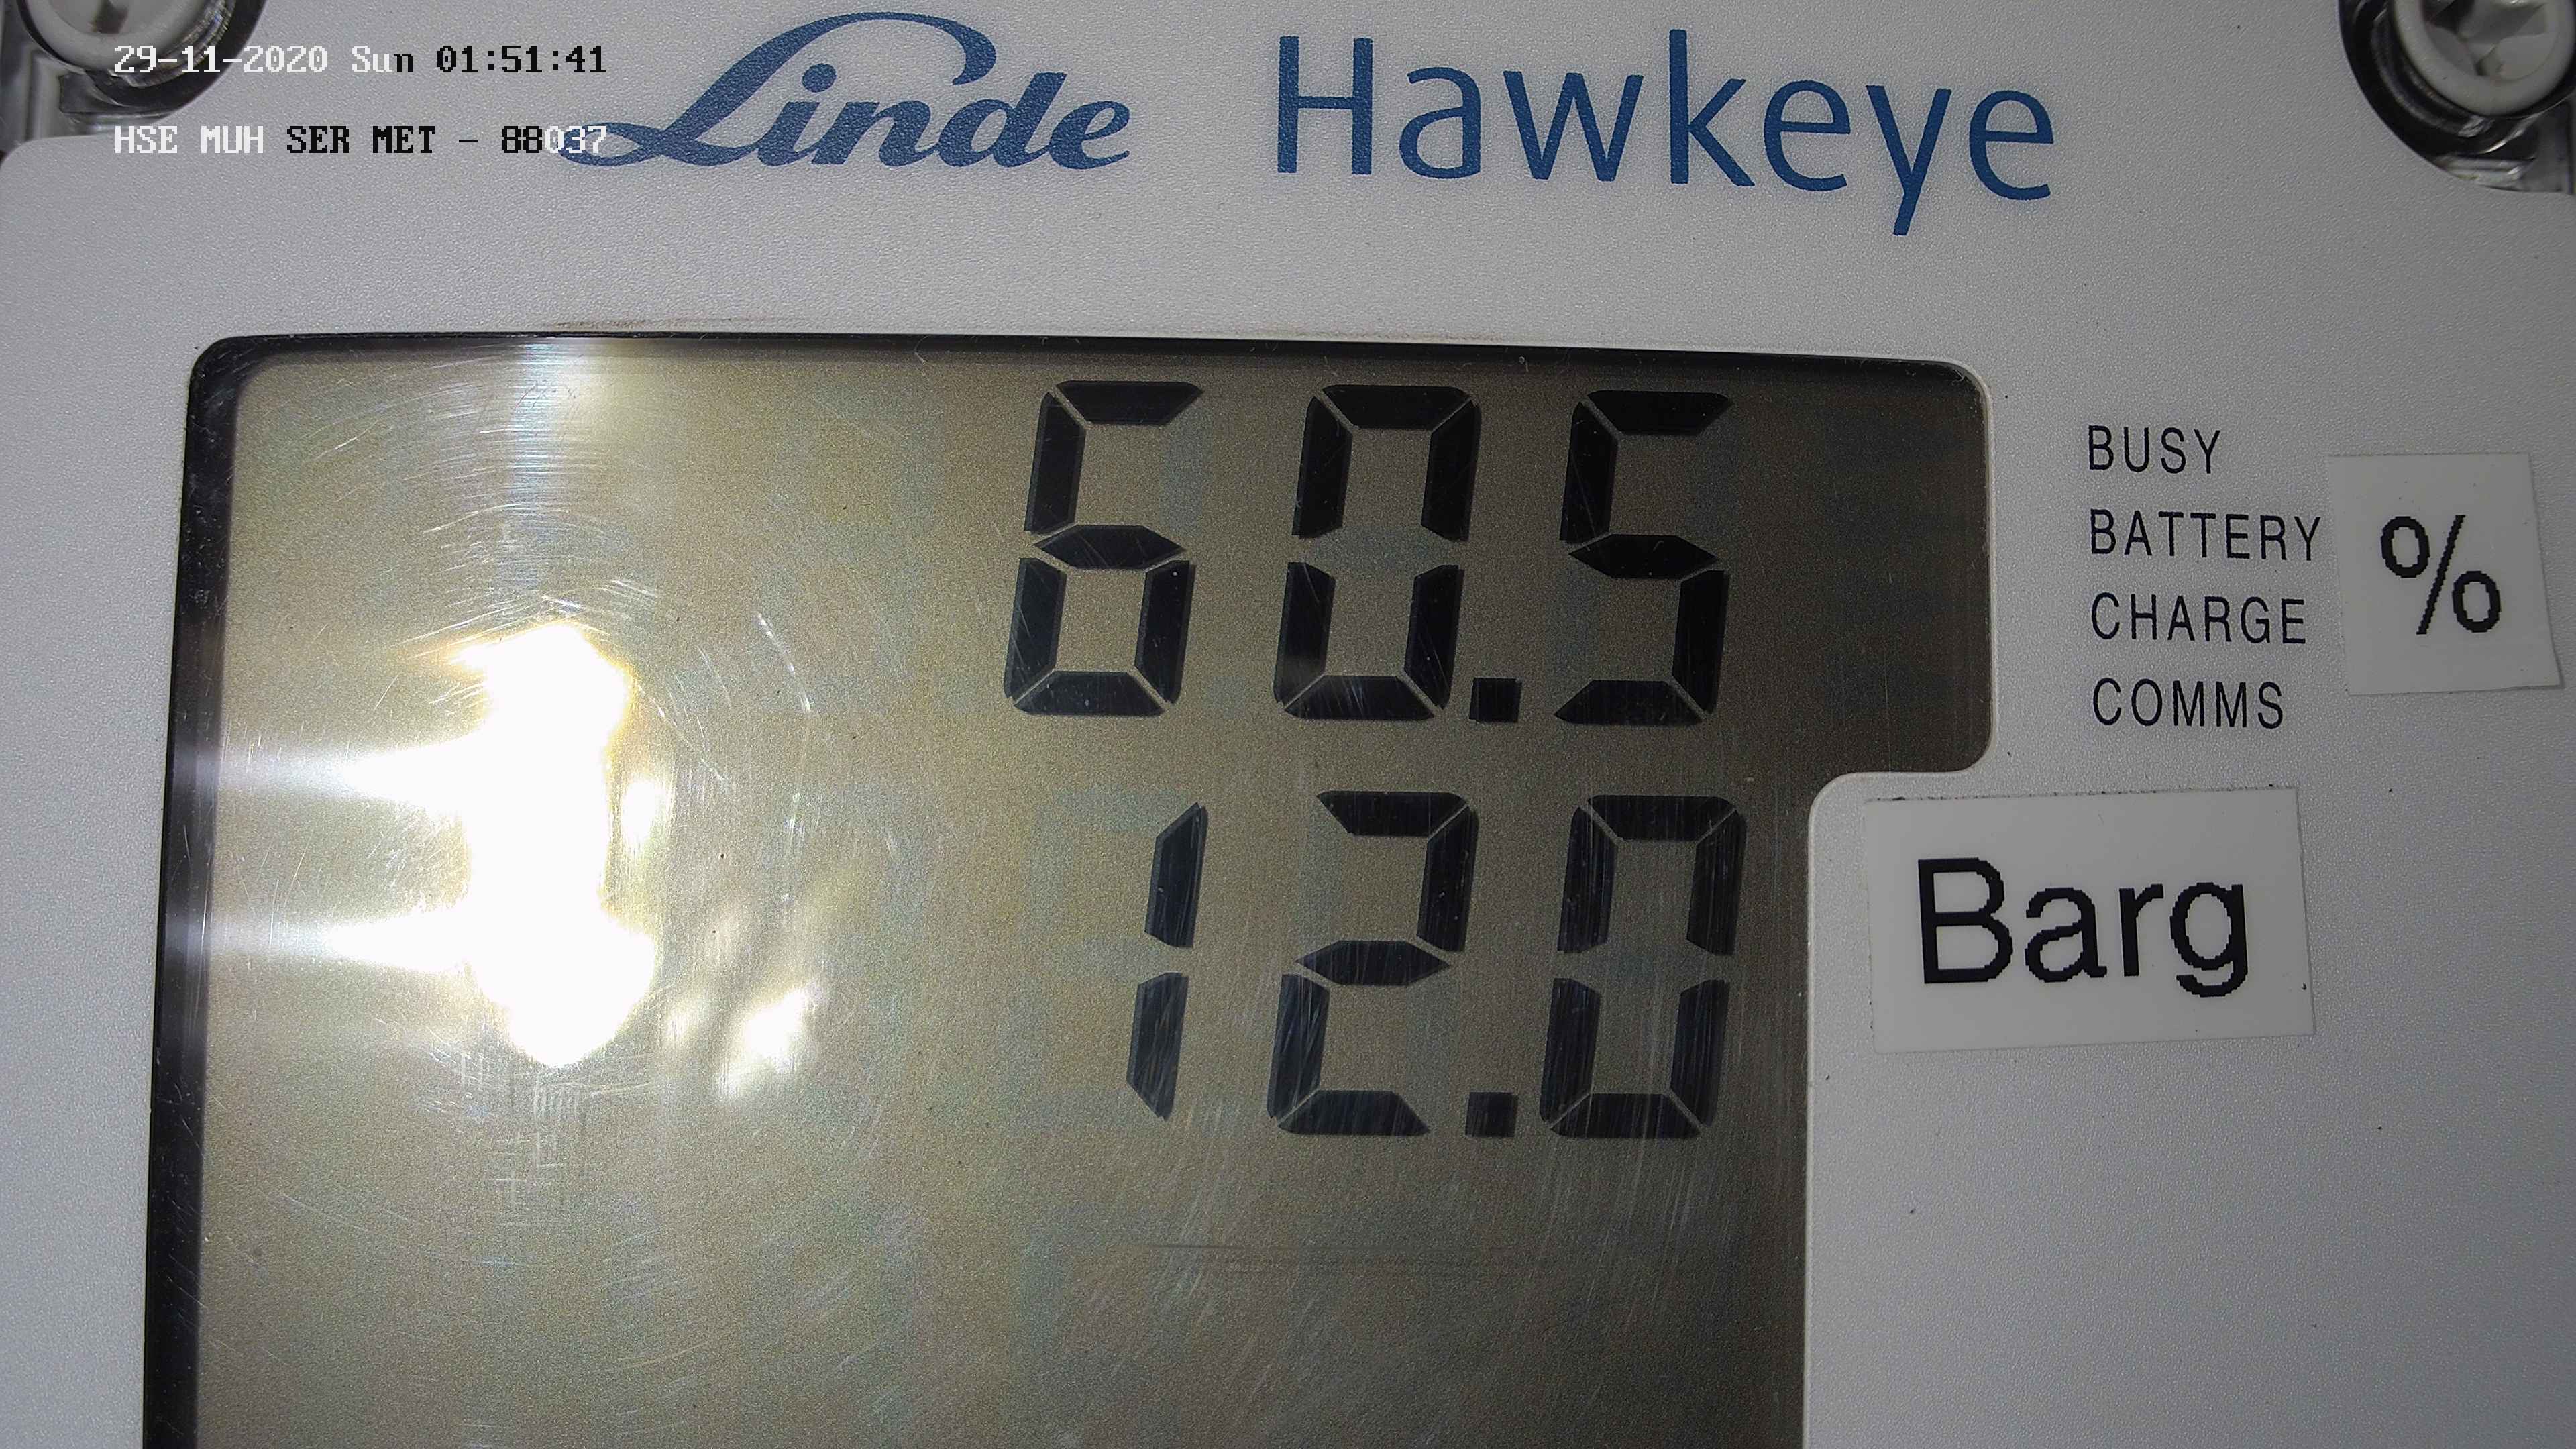 29-11-2020 Sun 01:51:41
HSE MUH SER MET - 88037
Linde Hawkeye
60.5
BUSY
BATTERY
CHARGE
COMMS
%
12.0
Barg